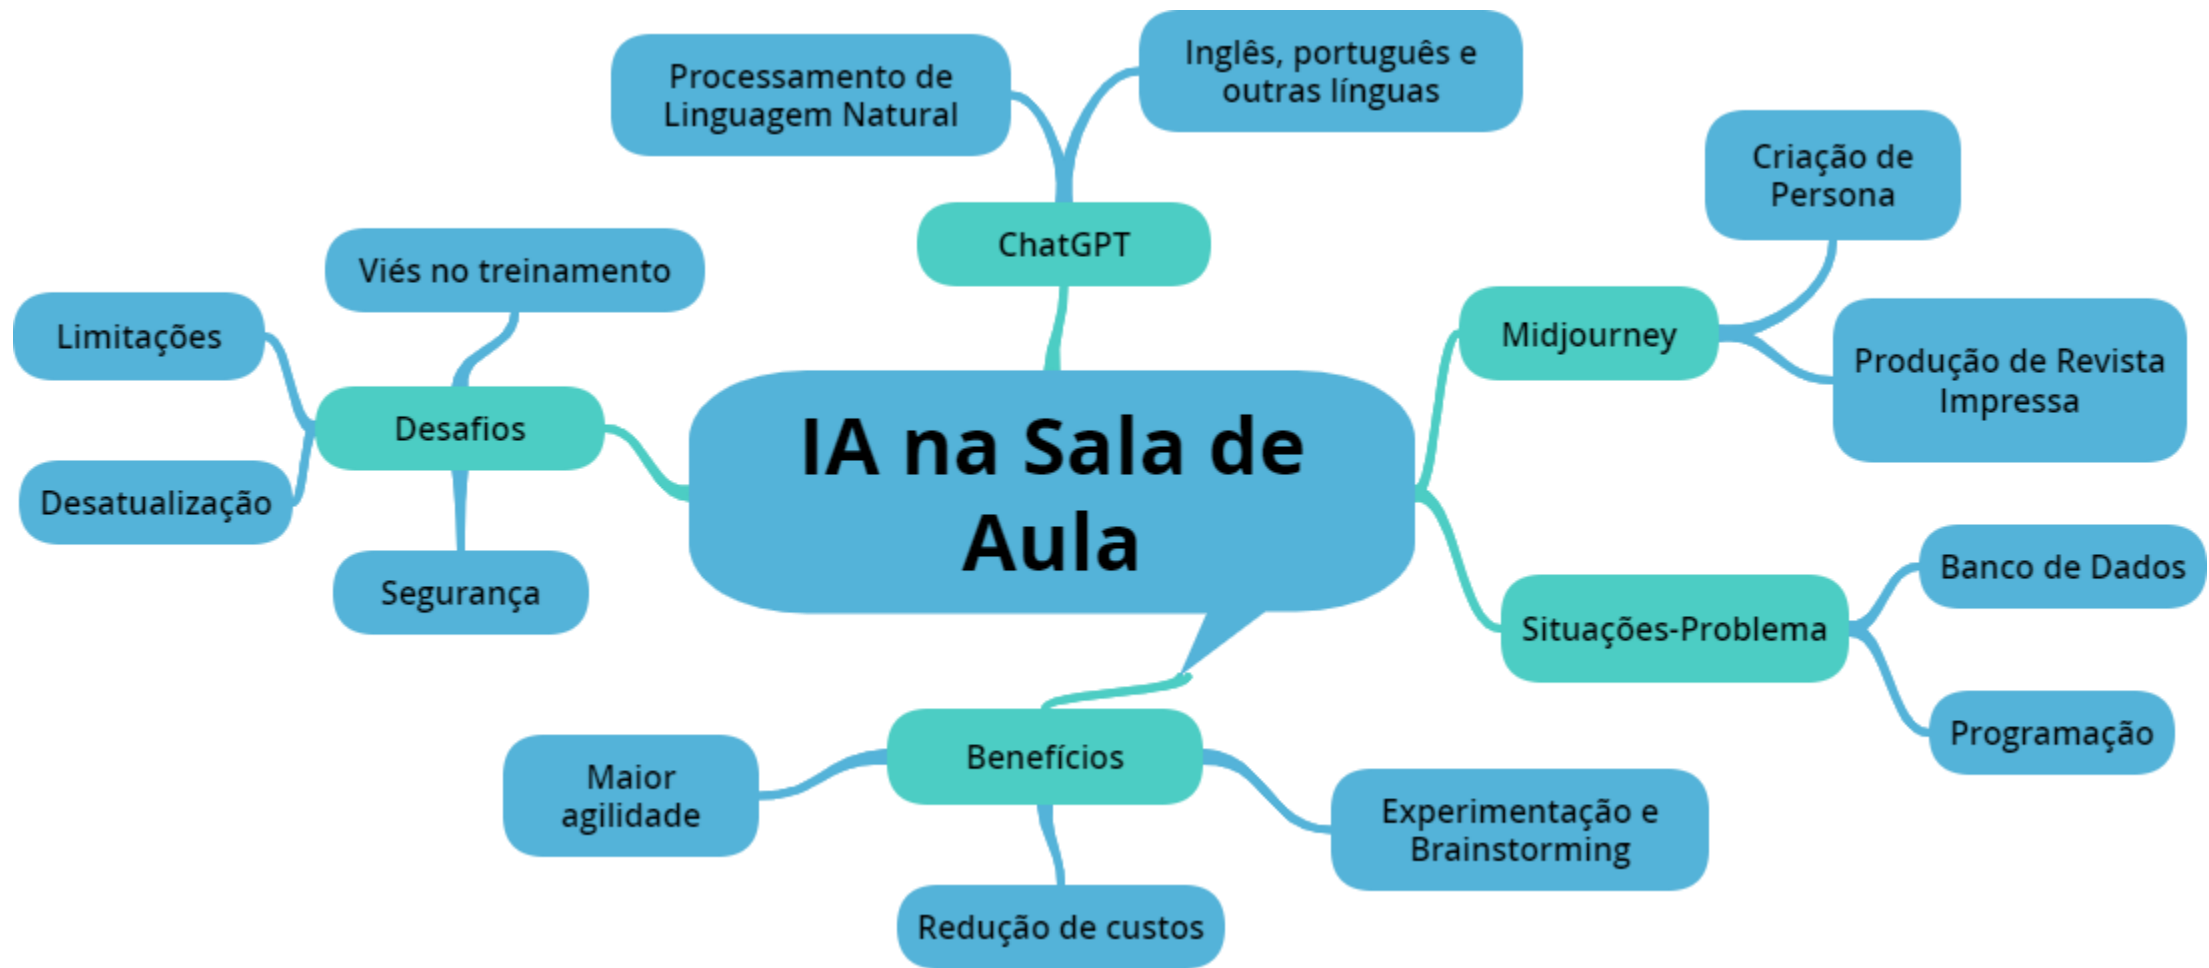 Processamento de
Linguagem Natural
Inglês, português e
outras línguas
ChatGPT
Criação de
Persona
Midjourney
Produção de Revista
Impressa
Viés no treinamento
Limitações
Desafios
Desatualização
Segurança
IA na Sala de
Aula
Banco de Dados
Situações-Problema
Programação
Benefícios
Maior
agilidade
Experimentação e
Brainstorming
Redução de custos